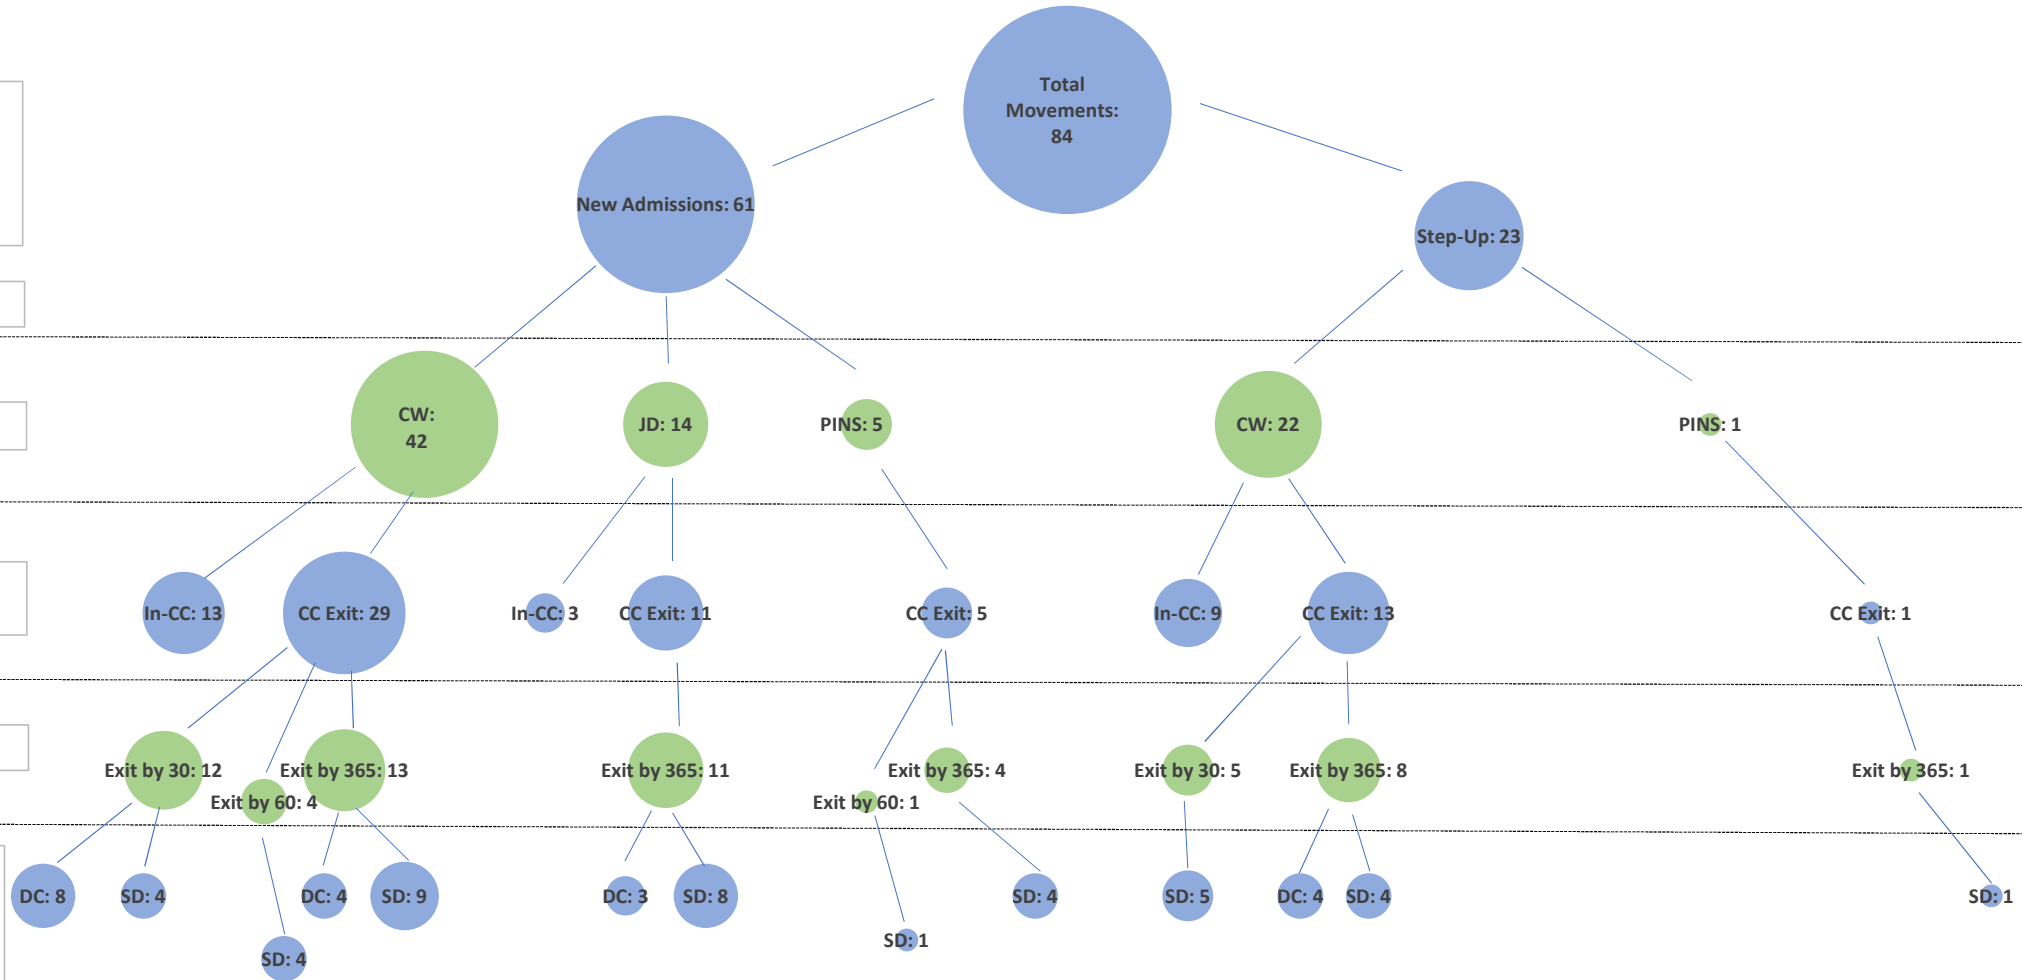 Total
Movements:
84
New Admissions: 61
Step-Up: 23
CW:
42
JD: 14
PINS: 5
CW: 22
PINS: 1
In-CC: 13
CC Exit: 29
In-CC: 3
CC Exit: 11
CC Exit: 5
In-CC: 9
CC Exit: 13
CC Exit: 1
Exit by 30: 12
Exit by 60: 4
Exit by 365: 13
Exit by 365: 11
Exit by 60: 1
Exit by 365: 4
Exit by 30: 5
Exit by 365: 8
Exit by 365: 1
DC: 8
SD: 4
SD: 4
DC: 4
SD: 9
DC: 3
SD: 8
SD: 1
SD: 4
SD: 5
DC: 4
SD: 4
SD: 1